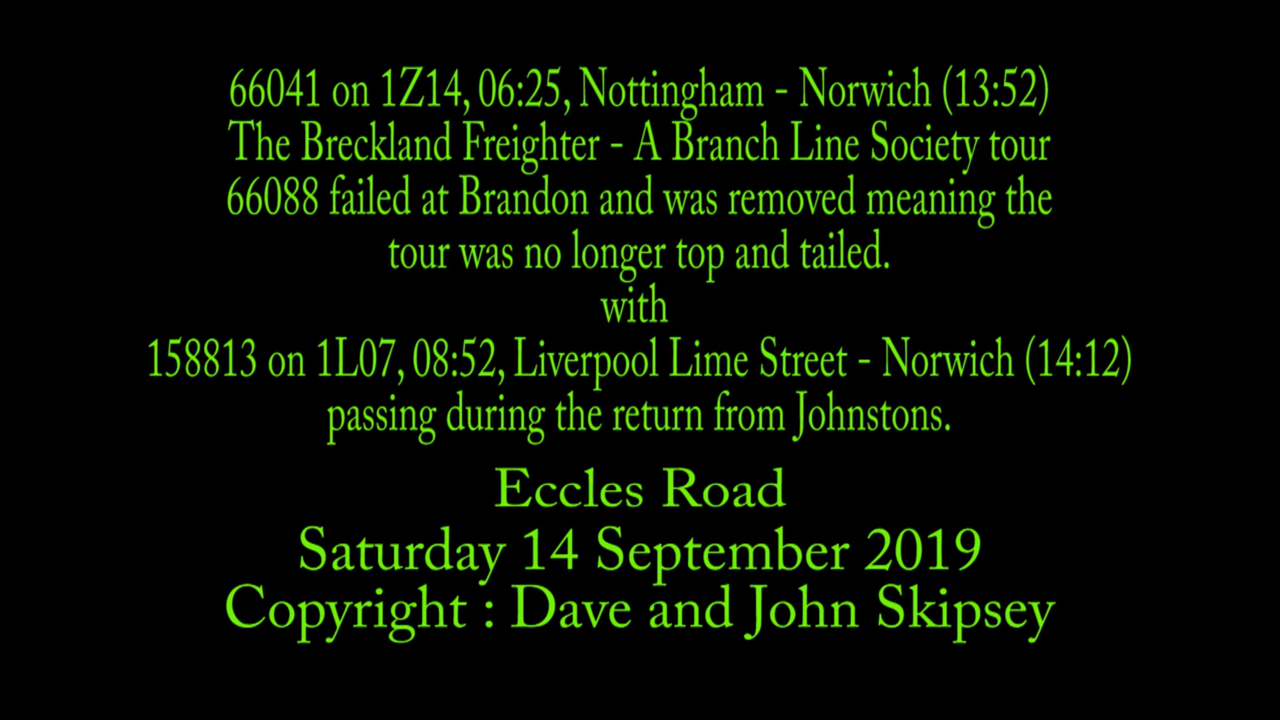 66041 on 1Z14, 06:25, Nottingham - Norwich (13:52)
The Breckland Freighter - A Branch Line Society tour
66088 failed at Brandon and was removed meaning the
tour was no longer top and tailed.
with
158813 on 1L07, 08:52, Liverpool Lime Street - Norwich (14:12)
passing during the return from Johnstons.
Eccles Road
Saturday 14 September 2019
Copyright : Dave and John Skipsey